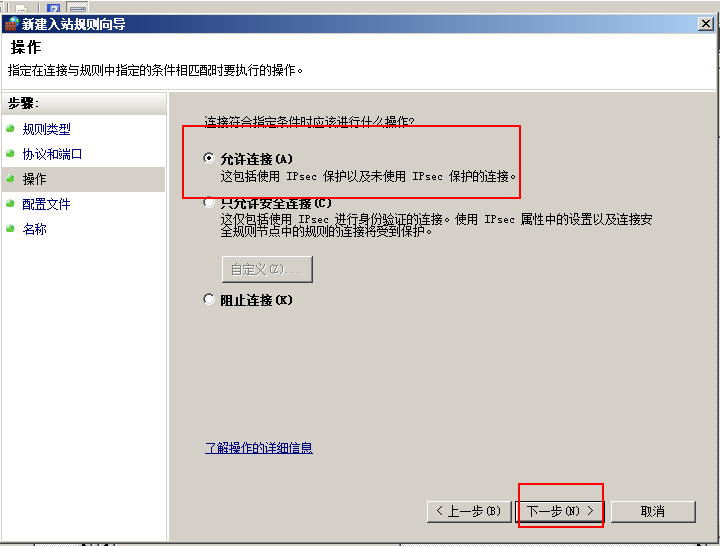 新建入站规则向导
操作
指定在连接与规则中指定的条件相匹配时要执行的操作。
步骤:
规则类型
协议和端口
操作
配置文件
名称
连接符合指定条件时应该进行什么操作?
允许连接(A)
这包括使用 IPsec 保护以及未使用 IPsec 保护的连接。
只允许安全连接(C)
这仅包括使用 IPsec 进行身份验证的连接。使用 IPsec 属性中的设置以及连接安
全规则节点中的规则的连接将受到保护。
自定义(Z)...
阻止连接(K)
了解操作的详细信息
< 上一步(B)
下一步(N) >
取消